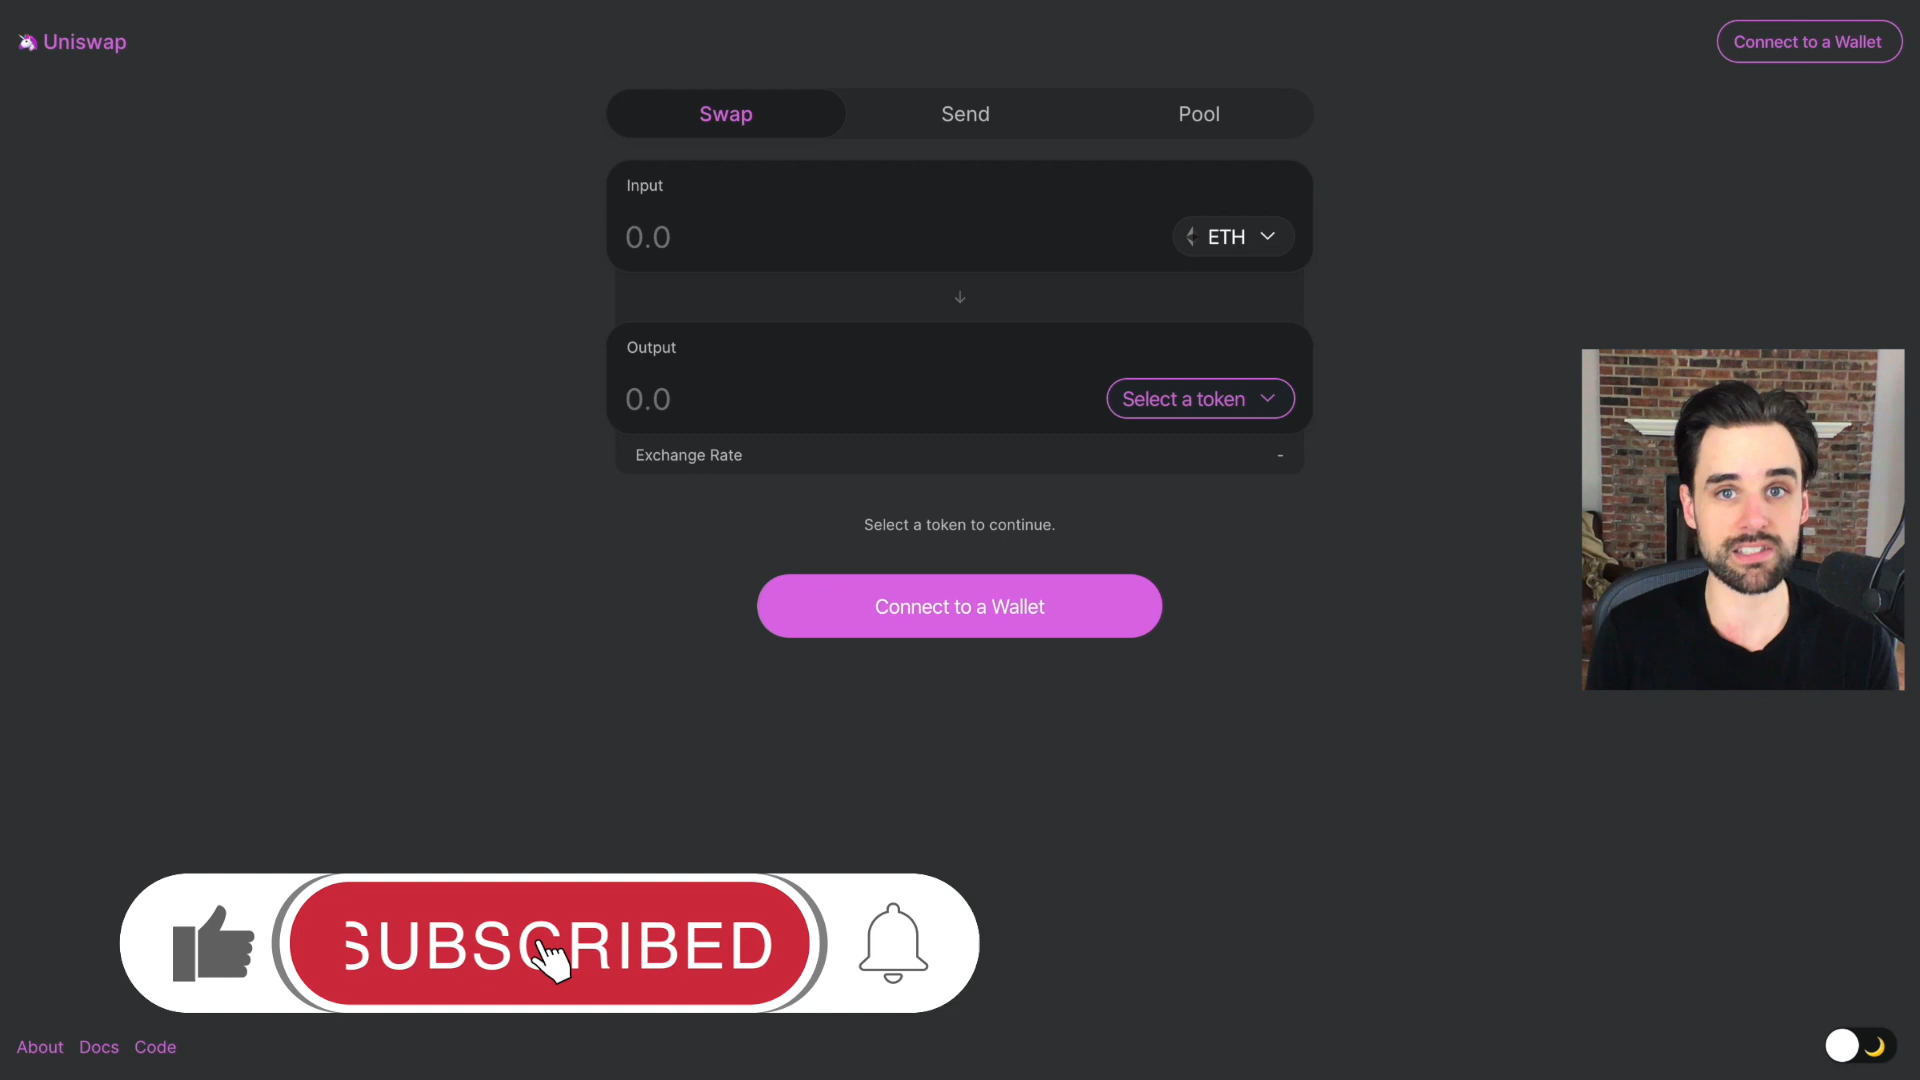 Uniswap
Connect to a Wallet
Swap
Send
Pool
Input
0.0
ETH
Output
0.0
Select a token
Exchange Rate
-
Select a token to continue.
Connect to a Wallet
SUBSCRIBED
About
Docs
Code